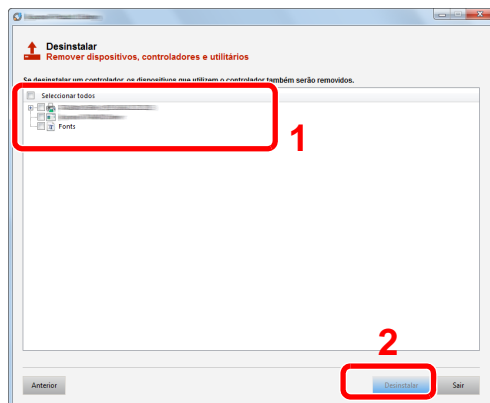 Desinstalar
Remover dispositivos, controladores e utilitários
Se desinstalar um controlador, os dispositivos que utilizem o controlador também serão removidos.
Seleccionar todos
Fonts
1
2
Anterior
Desinstalar
Sair